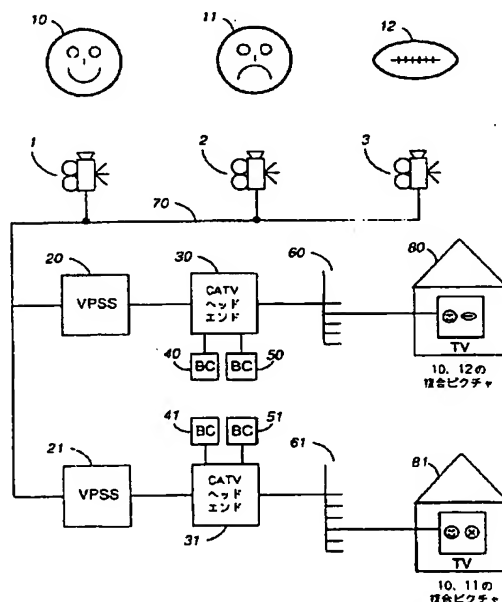 10
11
12
1
2
3
70
20
30
60
80
VPSS
CATV
ヘッド
エンド
40
BC
BC
50
TV
10、12の
複合ピクチャ
41
BC
BC
51
21
61
81
VPSS
CATV
ヘッド
エンド
31
TV
10、11の
複合ピクチャ